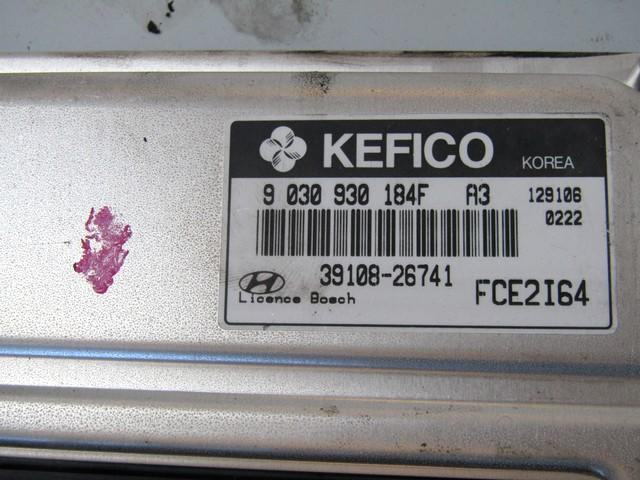 KEFICO KOREA
9 030 930 184F A3 129106
0222
39108-26741
Licence Bosch FCE2I64